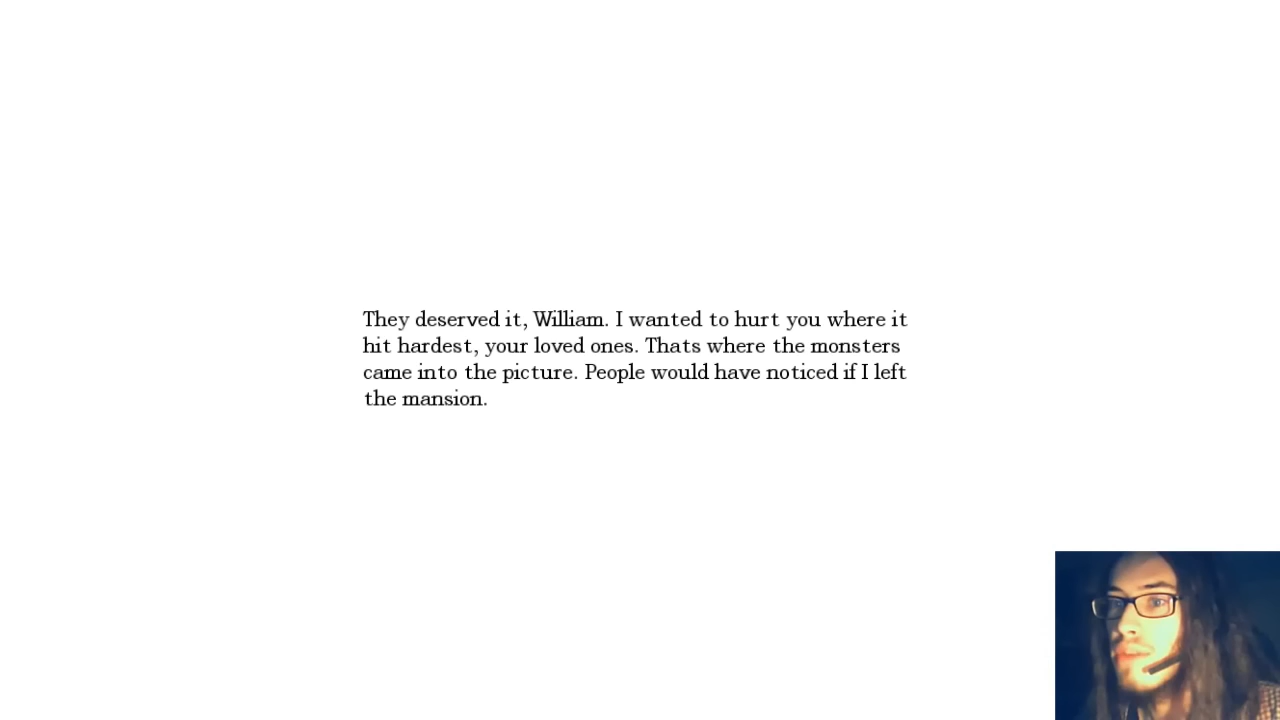 They deserved it, William. I wanted to hurt you where it
hit hardest, your loved ones. Thats where the monsters
came into the picture. People would have noticed if I left
the mansion.